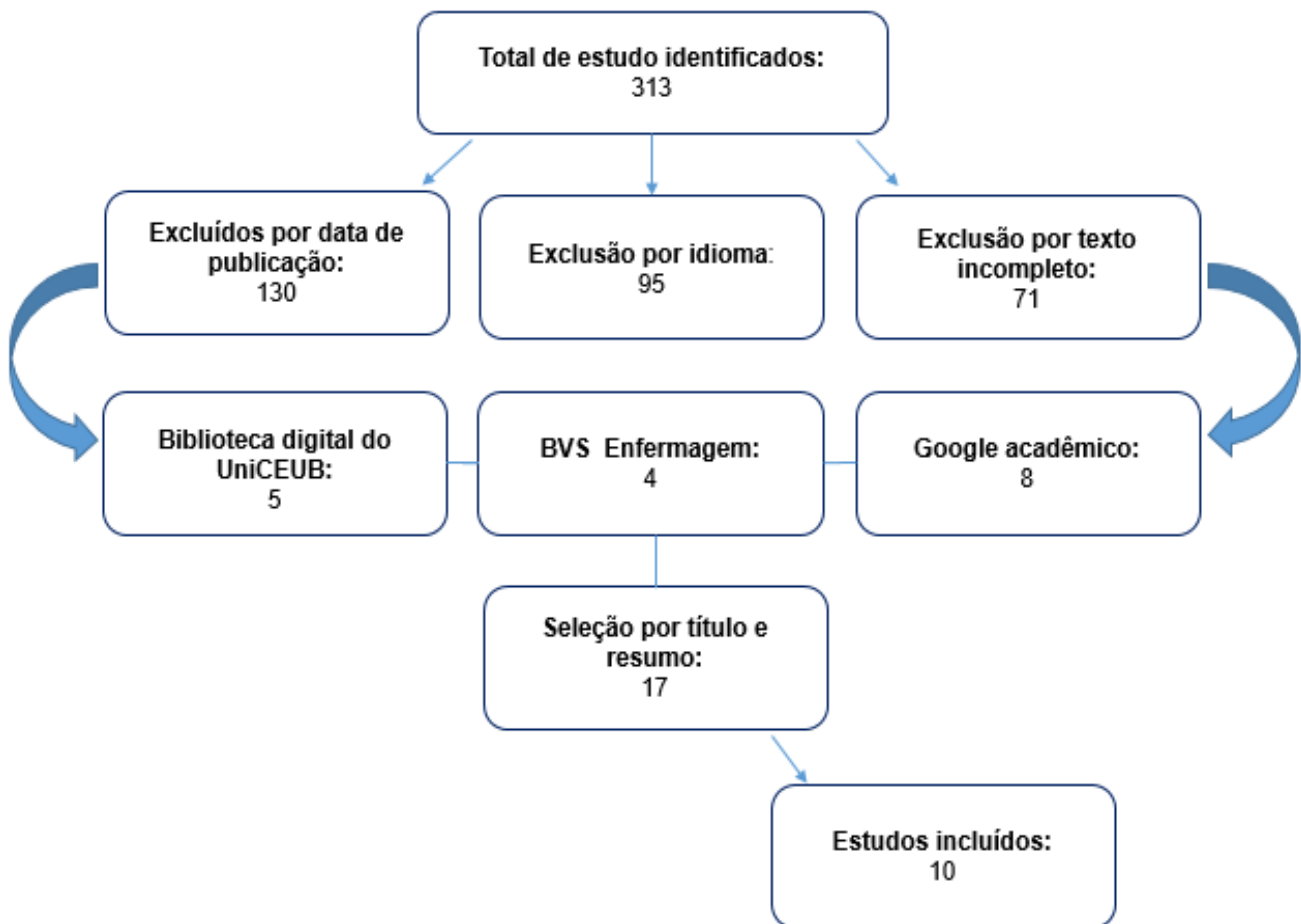 Total de estudo identificados:
313
Excluídos por data de
publicação:
130
Exclusão por idioma:
95
Exclusão por texto
incompleto:
71
Biblioteca digital do
UniCEUB:
5
BVS Enfermagem:
4
Google acadêmico:
8
Seleção por título e
resumo:
17
Estudos incluídos:
10